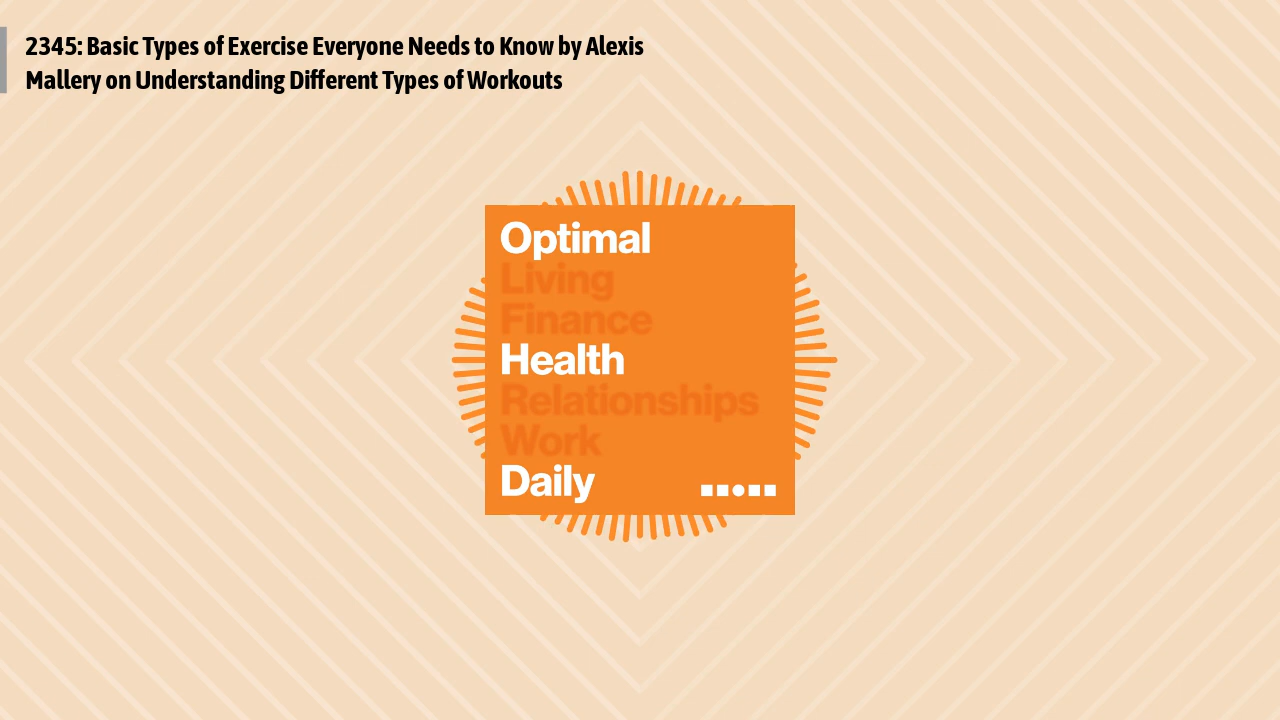 2345: Basic Types of Exercise Everyone Needs to Know by Alexis
Mallery on Understanding Different Types of Workouts
Optimal
Living
Finance
Health
Relationships
Work
Daily